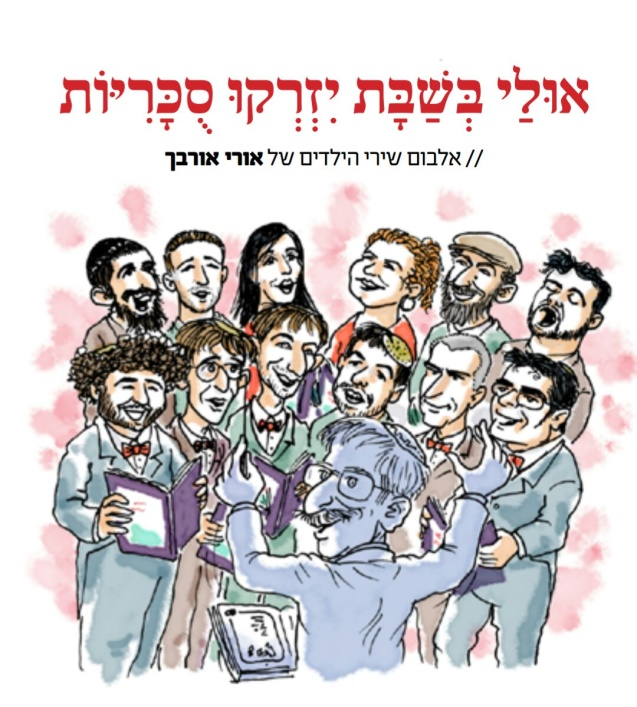 אוּלַי בְּשַׁבָּת יִזְרְקוּ סֻכָּרִיּוֹת
// אלבום שירי הילדים של אורי אורבך